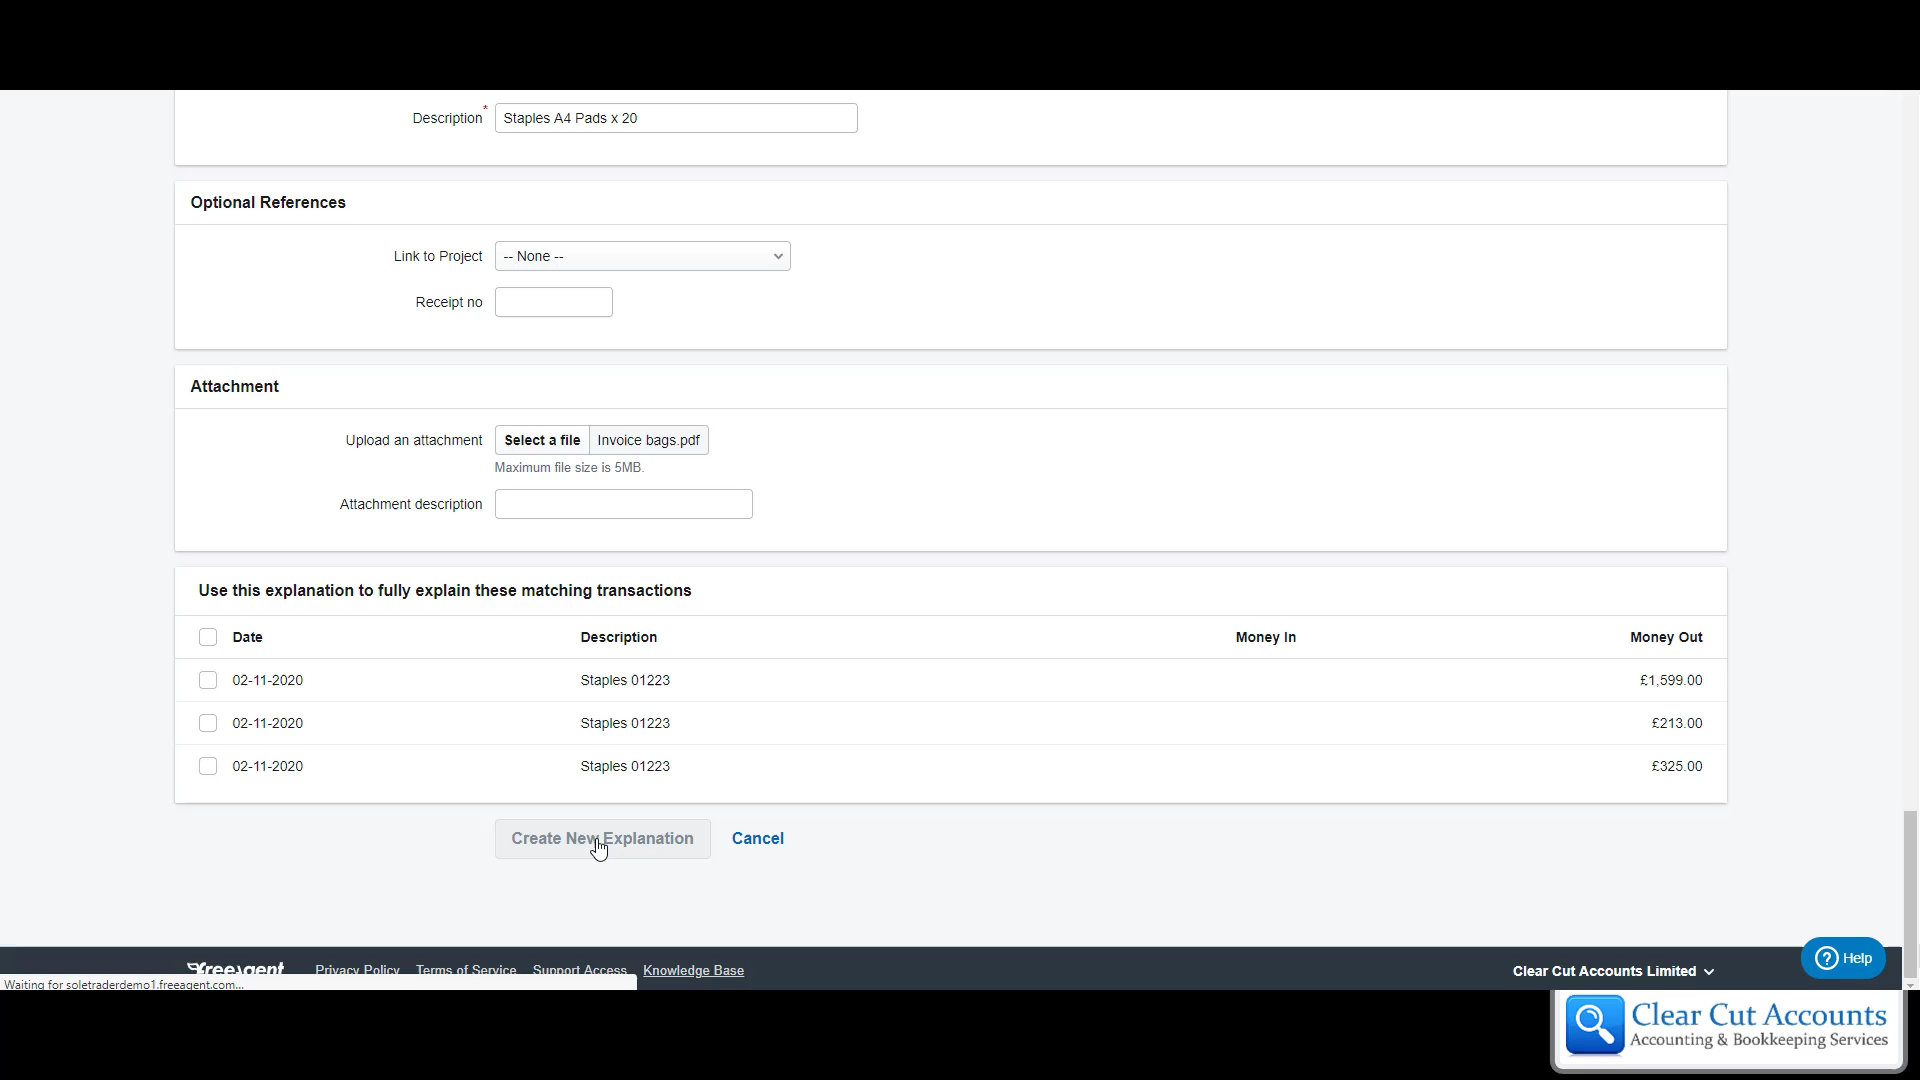 Description * Staples A4 Pads x 20
Optional References
Link to Project -- None --
Receipt no
Attachment
Upload an attachment Select a file Invoice bags.pdf
Maximum file size is 5MB.
Attachment description
Use this explanation to fully explain these matching transactions
Date Description Money In Money Out
02-11-2020 Staples 01223 £1,599.00
02-11-2020 Staples 01223 £213.00
02-11-2020 Staples 01223 £325.00
Create New Explanation Cancel
freeagent Privacy Policy Terms of Service Support Access Knowledge Base Clear Cut Accounts Limited ? Help
Waiting for soletraderdemo1.freeagent.com...
Clear Cut Accounts
Accounting & Bookkeeping Services